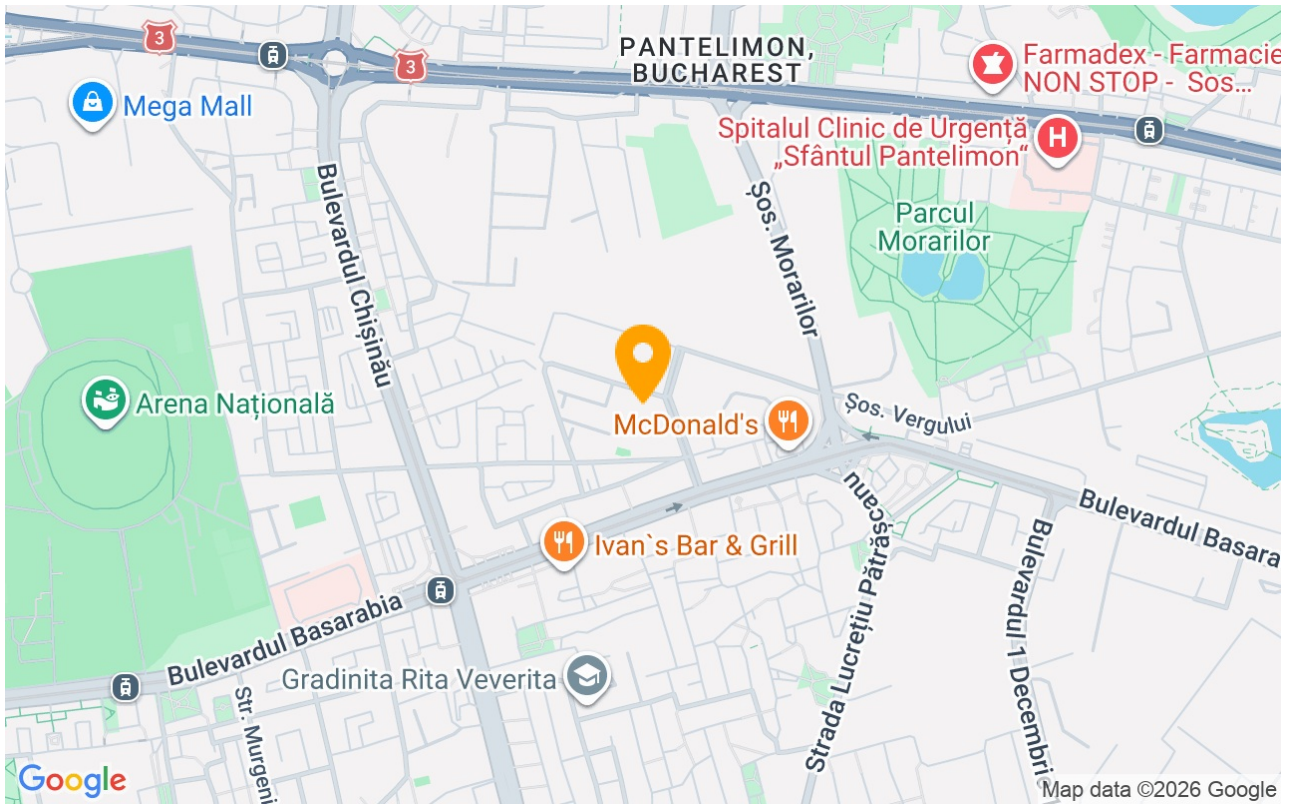 3
3
PANTELIMON,
BUCHAREST
Farmadex - Farmacie
NON STOP - Sos...
Mega Mall
Spitalul Clinic de Urgență
„Sfântul Pantelimon“
H
Bulevardul Chișinău
Șos. Morarilor
Parcul
Morarilor
Arena Națională
McDonald's
Șos. Vergului
Bulevardul Basara
Ivan`s Bar & Grill
Strada Lucrețiu Pătrășcanu
Bulevardul 1 Decembri
Bulevardul Basarabia
Gradinita Rita Veverita
Str. Murgeni
Google
Map data ©2026 Google